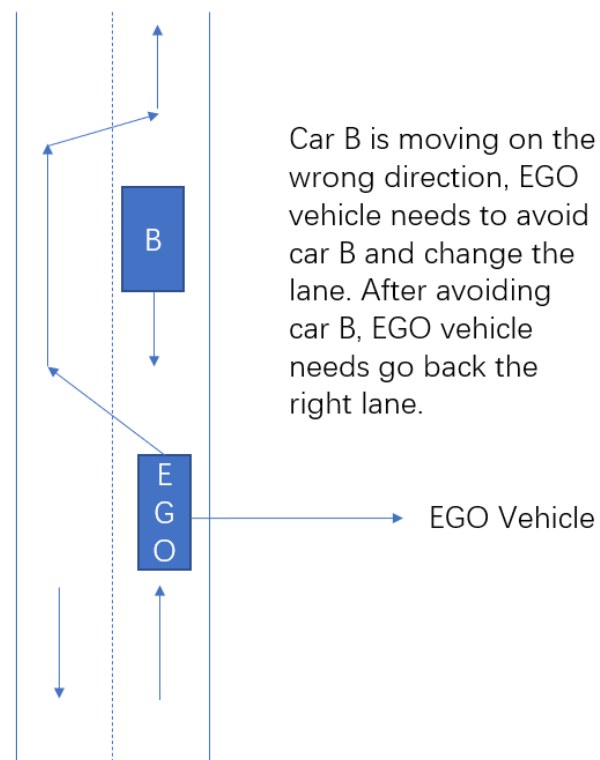 B
Car B is moving on the
wrong direction, EGO
vehicle needs to avoid
car B and change the
lane. After avoiding
car B, EGO vehicle
needs go back the
right lane.
E
G
O
EGO Vehicle